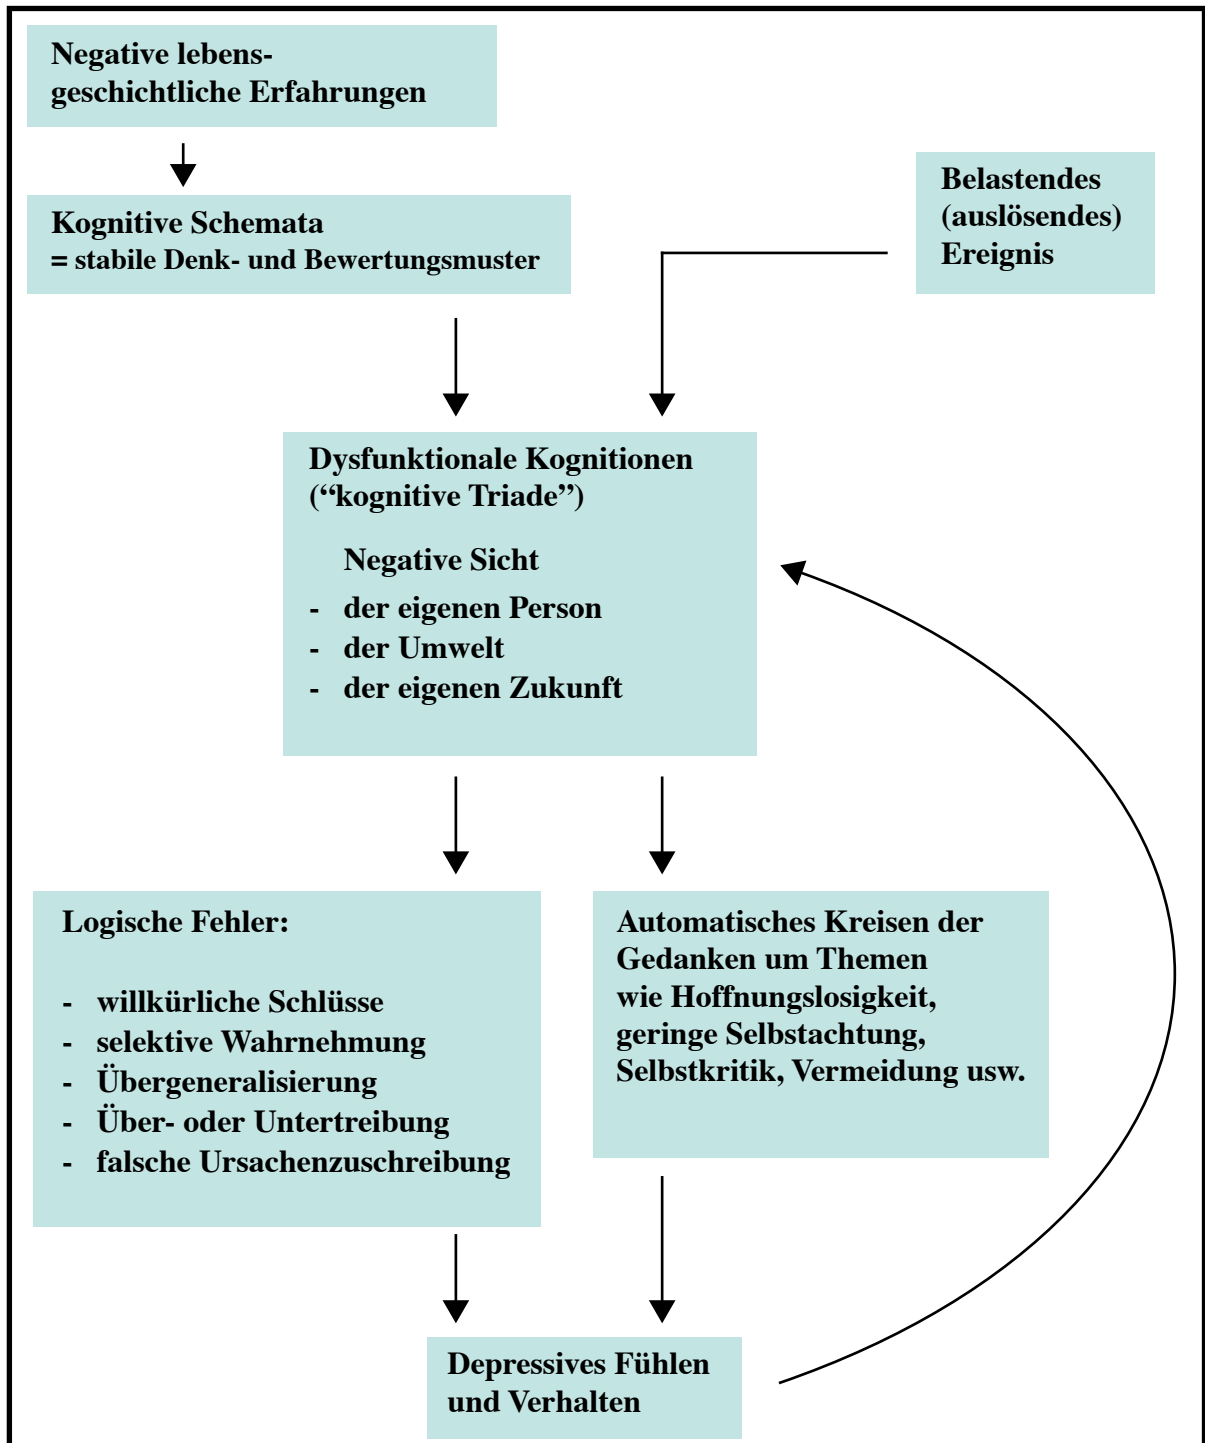 Negative lebens-
geschichtliche Erfahrungen
Kognitive Schemata
= stabile Denk- und Bewertungsmuster
Belastendes
(auslösendes)
Ereignis
Dysfunktionale Kognitionen
(“kognitive Triade”)
Negative Sicht
- der eigenen Person
- der Umwelt
- der eigenen Zukunft
Logische Fehler:
- willkürliche Schlüsse
- selektive Wahrnehmung
- Übergeneralisierung
- Über- oder Untertreibung
- falsche Ursachenzuschreibung
Automatisches Kreisen der
Gedanken um Themen
wie Hoffnungslosigkeit,
geringe Selbstachtung,
Selbstkritik, Vermeidung usw.
Depressives Fühlen
und Verhalten